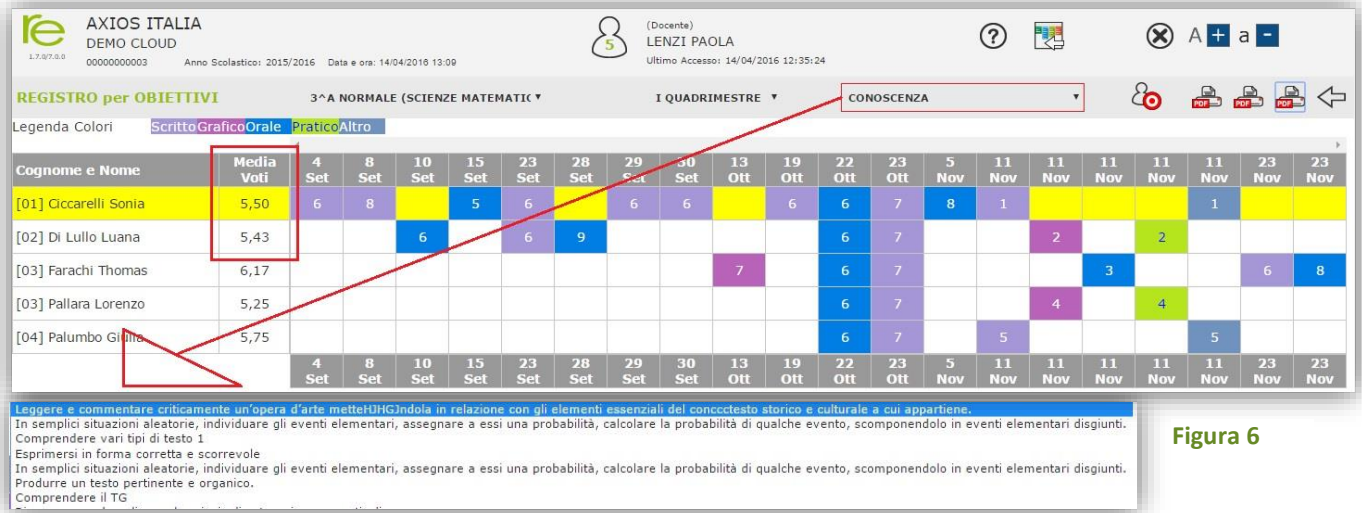 re AXIOS ITALIA
DEMO CLOUD
1.7.0/7.0.0 00000000003 Anno Scolastico: 2015/2016 Data e ora: 14/04/2016 13:09
5 (Docente)
LENZI PAOLA
Ultimo Accesso: 14/04/2016 12:35:24
? A + a -
REGISTRO per OBIETTIVI 3^A NORMALE (SCIENZE MATEMATI( I QUADRIMESTRE CONOSCENZA PDF PDF PDF
Legenda Colori Scritto Grafico Orale Pratico Altro
Cognome e Nome Media Voti 4 Set 8 Set 10 Set 15 Set 23 Set 28 Set 29 Set 30 Set 13 Ott 19 Ott 22 Ott 23 Ott 5 Nov 11 Nov 11 Nov 11 Nov 11 Nov 11 Nov 23 Nov 23 Nov
[01] Ciccarelli Sonia 5,50 6 8 5 6 6 6 6 6 7 8 1 1
[02] Di Lullo Luana 5,43 6 6 9 6 7 2 2
[03] Farachi Thomas 6,17 7 6 7 3 6 8
[03] Pallara Lorenzo 5,25 6 7 4 4
[04] Palumbo Giulia 5,75 6 7 5 5
4 Set 8 Set 10 Set 15 Set 23 Set 28 Set 29 Set 30 Set 13 Ott 19 Ott 22 Ott 23 Ott 5 Nov 11 Nov 11 Nov 11 Nov 11 Nov 11 Nov 23 Nov 23 Nov
Leggere e commentare criticamente un'opera d'arte metteHJHGJndola in relazione con gli elementi essenziali del conccctesto storico e culturale a cui appartiene.
In semplici situazioni aleatorie, individuare gli eventi elementari, assegnare a essi una probabilità, calcolare la probabilità di qualche evento, scomponendolo in eventi elementari disgiunti.
Comprendere vari tipi di testo 1
Esprimersi in forma corretta e scorrevole
In semplici situazioni aleatorie, individuare gli eventi elementari, assegnare a essi una probabilità, calcolare la probabilità di qualche evento, scomponendolo in eventi elementari disgiunti.
Produrre un testo pertinente e organico.
Comprendere il TG
Figura 6